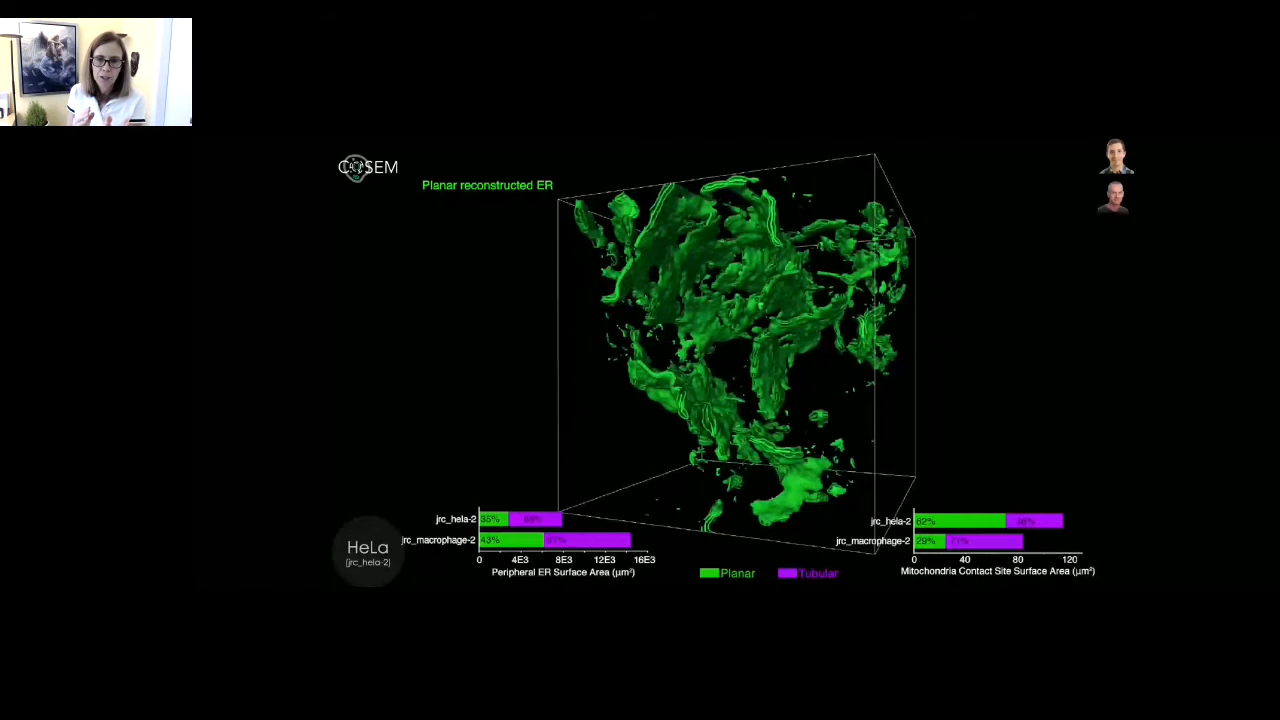 COSEM
Planar reconstructed ER
HeLa
(jrc_hela-2)
jrc_hela-2
35%
jrc_macrophage-2
43%
0 4E3 8E3 12E3 16E3
Peripheral ER Surface Area (μm²)
Planar
Tubular
jrc_hela-2
62%
jrc_macrophage-2
29% 71%
0 40 80 120
Mitochondria Contact Site Surface Area (μm²)